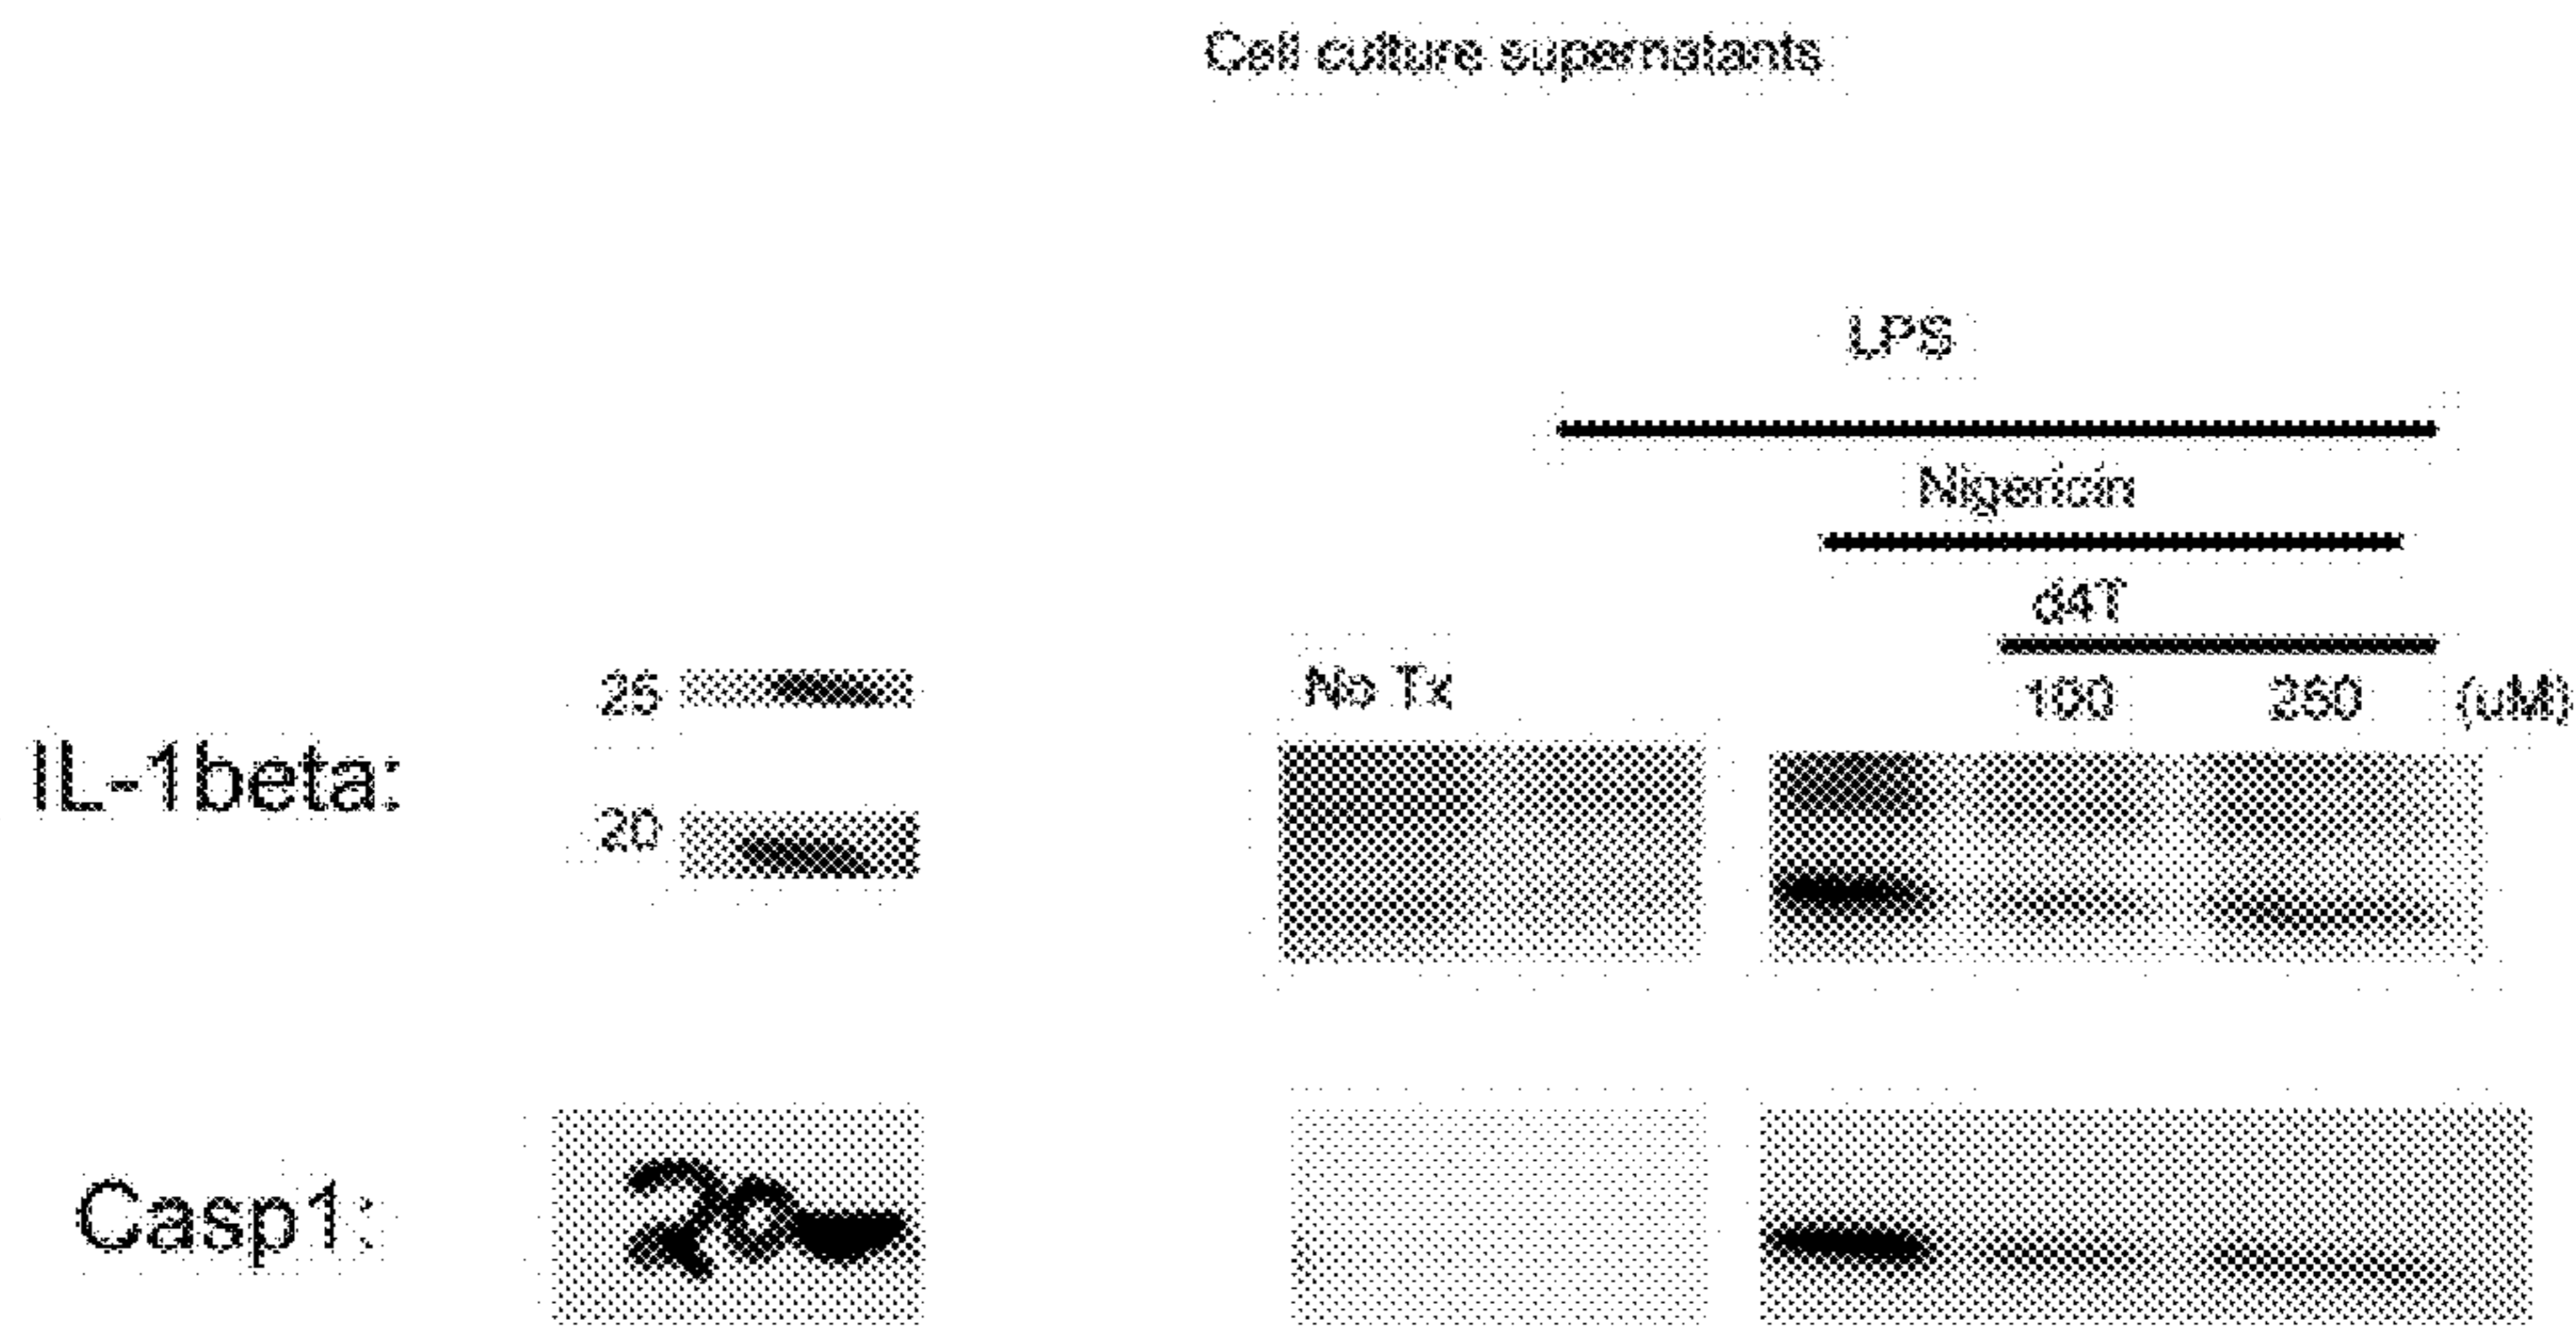 Cell culture supernatants
LPS
Nigericin
d4T
No Tx
100 250 (uM)
25
IL-1beta:
20
Casp1:
20